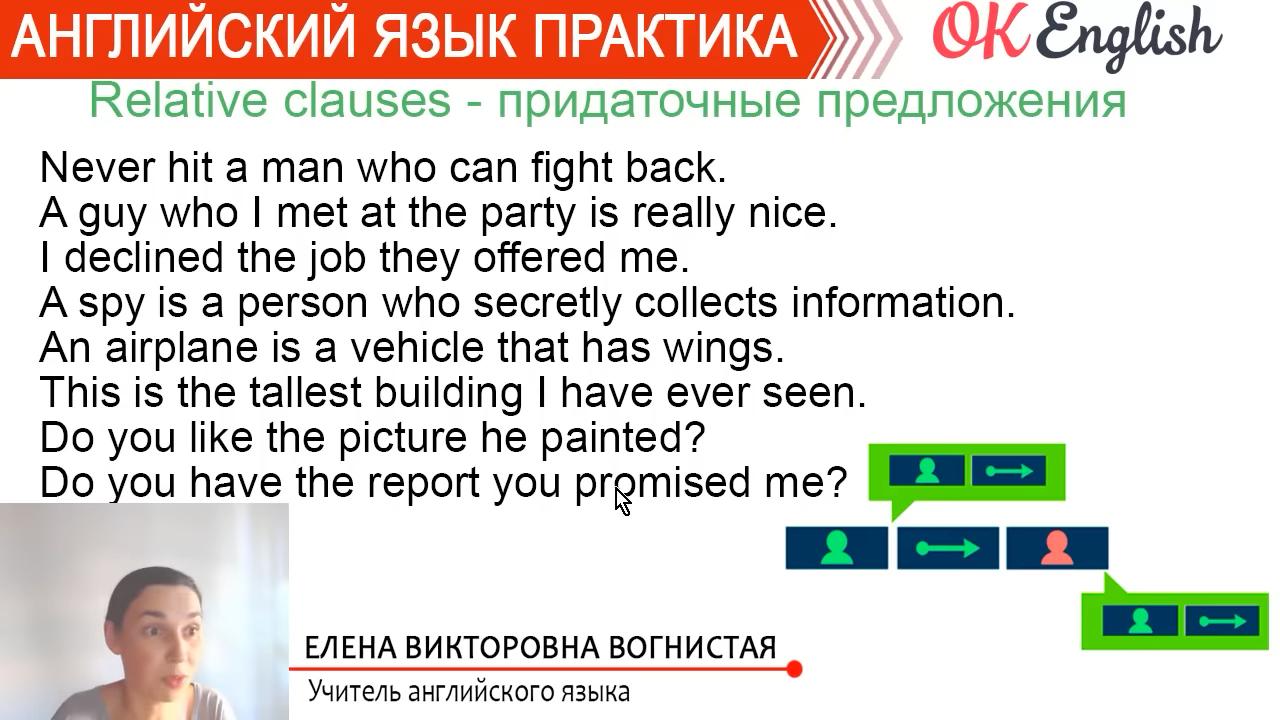 АНГЛИЙСКИЙ ЯЗЫК ПРАКТИКА
OK English
Relative clauses - придаточные предложения
Never hit a man who can fight back.
A guy who I met at the party is really nice.
I declined the job they offered me.
A spy is a person who secretly collects information.
An airplane is a vehicle that has wings.
This is the tallest building I have ever seen.
Do you like the picture he painted?
Do you have the report you promised me?
ЕЛЕНА ВИКТОРОВНА ВОГНИСТАЯ
Учитель английского языка